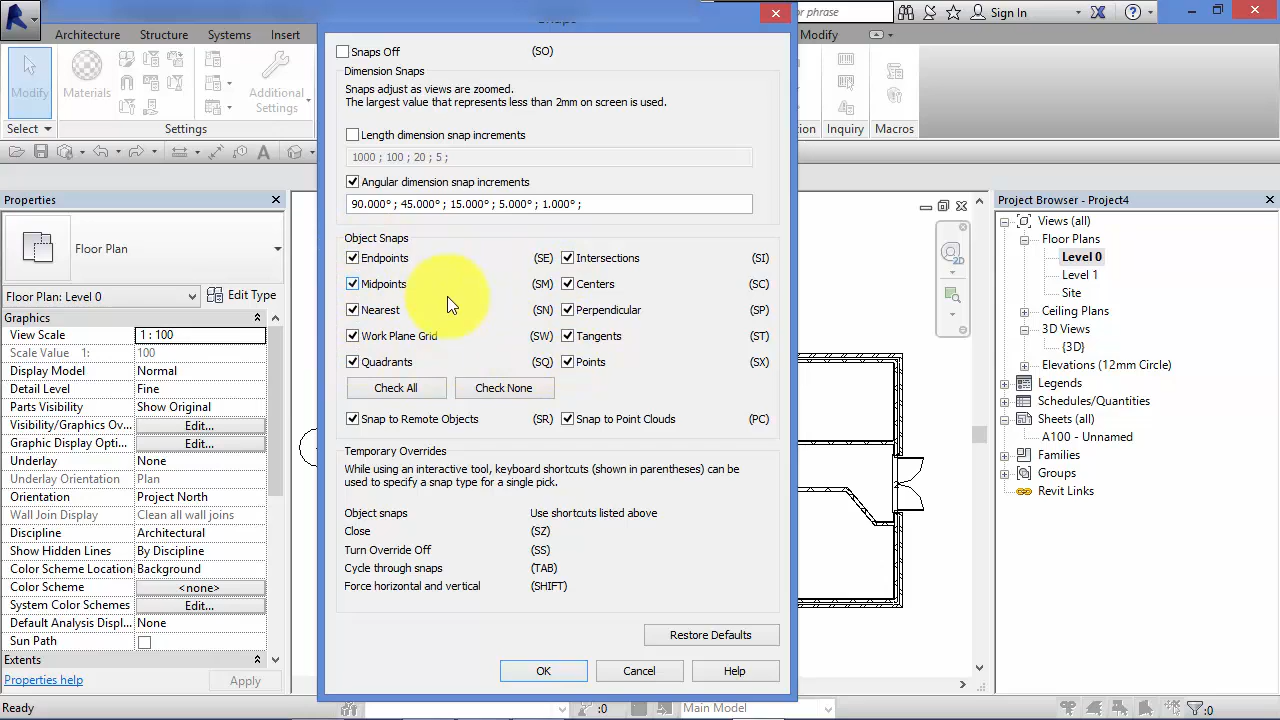 or phrase
Sign In
Architecture
Structure
Systems
Insert
Modify
Modify
Materials
Additional
Settings
Select
Settings
Inquiry
Macros
Snaps Off (SO)
Dimension Snaps
Snaps adjust as views are zoomed.
The largest value that represents less than 2mm on screen is used.
Length dimension snap increments
1000 ; 100 ; 20 ; 5 ;
Angular dimension snap increments
90.000°; 45.000°; 15.000°; 5.000°; 1.000°;
Object Snaps
Endpoints (SE) Intersections (SI)
Midpoints (SM) Centers (SC)
Nearest (SN) Perpendicular (SP)
Work Plane Grid (SW) Tangents (ST)
Quadrants (SQ) Points (SX)
Check All Check None
Snap to Remote Objects (SR) Snap to Point Clouds (PC)
Temporary Overrides
While using an interactive tool, keyboard shortcuts (shown in parentheses) can be
used to specify a snap type for a single pick.
Object snaps Use shortcuts listed above
Close (SZ)
Turn Override Off (SS)
Cycle through snaps (TAB)
Force horizontal and vertical (SHIFT)
Restore Defaults
OK Cancel Help
Properties
Floor Plan
Floor Plan: Level 0 Edit Type
Graphics
View Scale 1 : 100
Scale Value 1: 100
Display Model Normal
Detail Level Fine
Parts Visibility Show Original
Visibility/Graphics Ov... Edit...
Graphic Display Option... Edit...
Underlay None
Underlay Orientation Plan
Orientation Project North
Wall Join Display Clean all wall joins
Discipline Architectural
Show Hidden Lines By Discipline
Color Scheme Location Background
Color Scheme <none>
System Color Schemes Edit...
Default Analysis Displ... None
Sun Path
Extents
Properties help Apply
Project Browser - Project4
Views (all)
Floor Plans
Level 0
Level 1
Site
Ceiling Plans
3D Views
{3D}
Elevations (12mm Circle)
Legends
Schedules/Quantities
Sheets (all)
A100 - Unnamed
Families
Groups
Revit Links
2D
Ready
:0
Main Model
:0